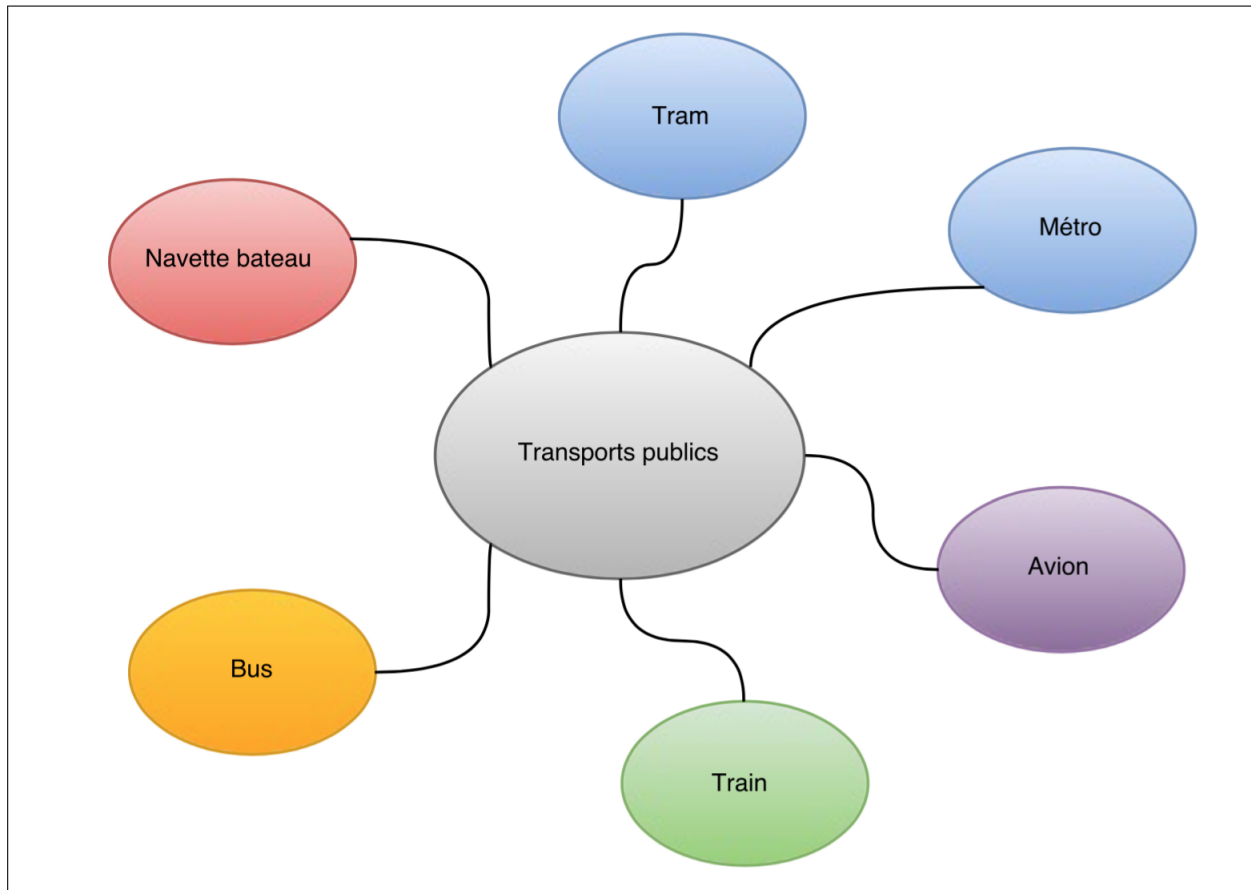 Tram
Métro
Navette bateau
Transports publics
Avion
Bus
Train